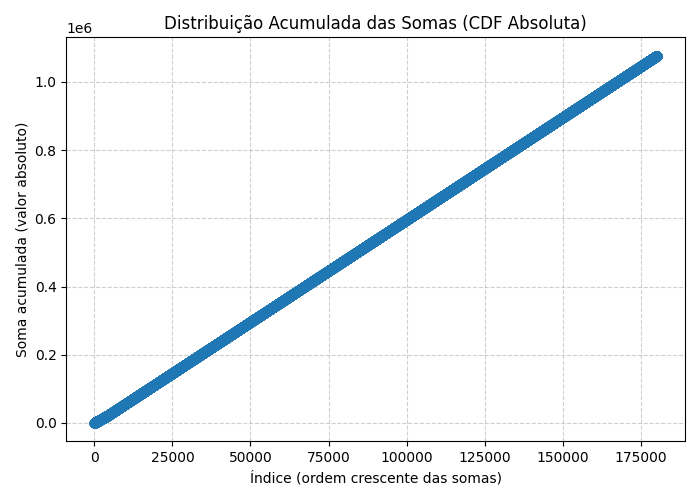 Distribuição Acumulada das Somas (CDF Absoluta)
1e6
1.0
0.8
0.6
0.4
0.2
0.0
Soma acumulada (valor absoluto)
0 25000 50000 75000 100000 125000 150000 175000
Índice (ordem crescente das somas)